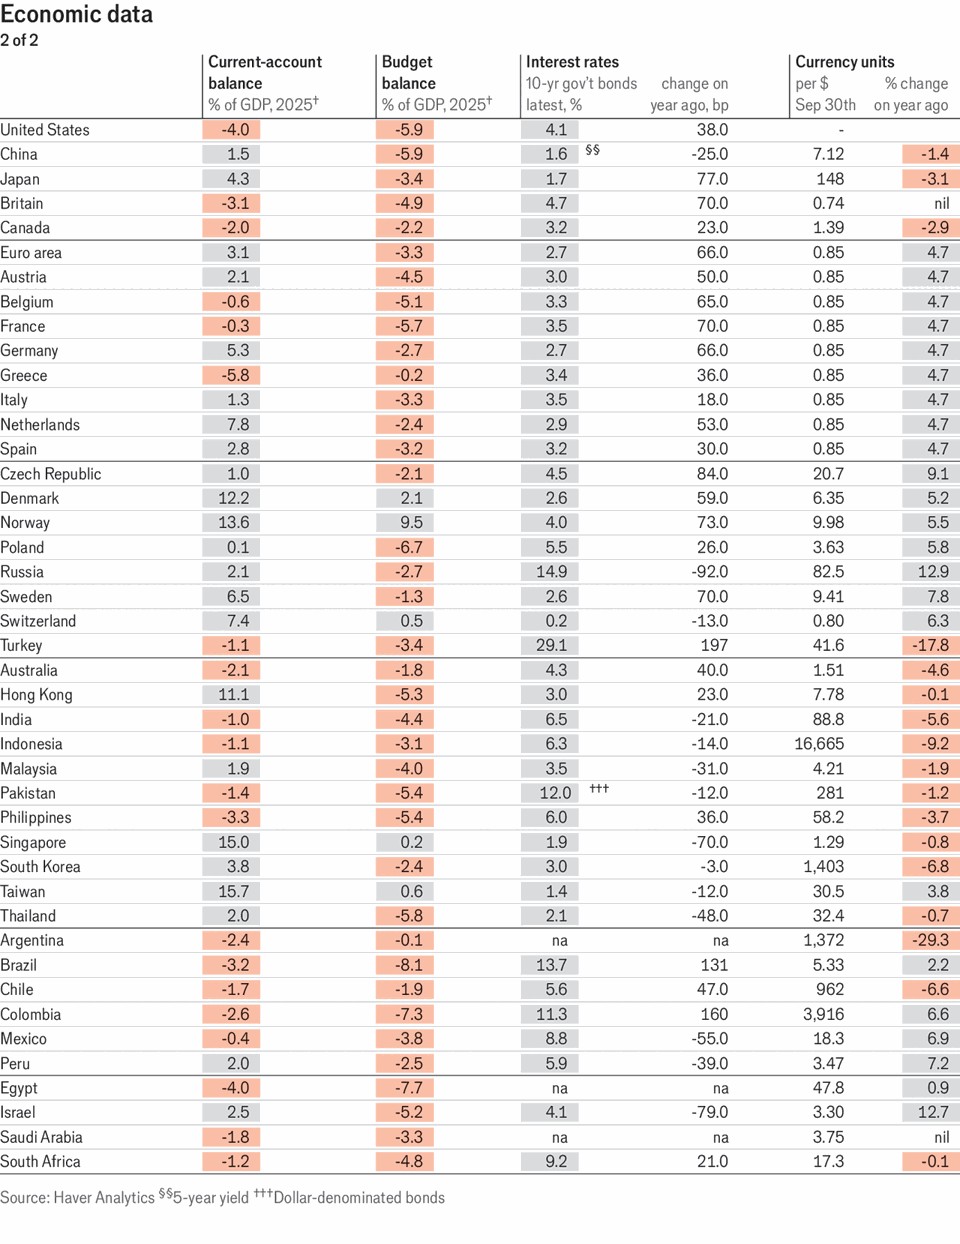 Economic data
2 of 2
Current-account balance % of GDP, 2025† Budget balance % of GDP, 2025† Interest rates 10-yr gov't bonds latest, % change on year ago, bp Currency units per $ Sep 30th % change on year ago
United States -4.0 -5.9 4.1 38.0 -
China 1.5 -5.9 1.6 §§ -25.0 7.12 -1.4
Japan 4.3 -3.4 1.7 77.0 148 -3.1
Britain -3.1 -4.9 4.7 70.0 0.74 nil
Canada -2.0 -2.2 3.2 23.0 1.39 -2.9
Euro area 3.1 -3.3 2.7 66.0 0.85 4.7
Austria 2.1 -4.5 3.0 50.0 0.85 4.7
Belgium -0.6 -5.1 3.3 65.0 0.85 4.7
France -0.3 -5.7 3.5 70.0 0.85 4.7
Germany 5.3 -2.7 2.7 66.0 0.85 4.7
Greece -5.8 -0.2 3.4 36.0 0.85 4.7
Italy 1.3 -3.3 3.5 18.0 0.85 4.7
Netherlands 7.8 -2.4 2.9 53.0 0.85 4.7
Spain 2.8 -3.2 3.2 30.0 0.85 4.7
Czech Republic 1.0 -2.1 4.5 84.0 20.7 9.1
Denmark 12.2 2.1 2.6 59.0 6.35 5.2
Norway 13.6 9.5 4.0 73.0 9.98 5.5
Poland 0.1 -6.7 5.5 26.0 3.63 5.8
Russia 2.1 -2.7 14.9 -92.0 82.5 12.9
Sweden 6.5 -1.3 2.6 70.0 9.41 7.8
Switzerland 7.4 0.5 0.2 -13.0 0.80 6.3
Turkey -1.1 -3.4 29.1 197 41.6 -17.8
Australia -2.1 -1.8 4.3 40.0 1.51 -4.6
Hong Kong 11.1 -5.3 3.0 23.0 7.78 -0.1
India -1.0 -4.4 6.5 -21.0 88.8 -5.6
Indonesia -1.1 -3.1 6.3 -14.0 16,665 -9.2
Malaysia 1.9 -4.0 3.5 -31.0 4.21 -1.9
Pakistan -1.4 -5.4 12.0 ††† -12.0 281 -1.2
Philippines -3.3 -5.4 6.0 36.0 58.2 -3.7
Singapore 15.0 0.2 1.9 -70.0 1.29 -0.8
South Korea 3.8 -2.4 3.0 -3.0 1,403 -6.8
Taiwan 15.7 0.6 1.4 -12.0 30.5 3.8
Thailand 2.0 -5.8 2.1 -48.0 32.4 -0.7
Argentina -2.4 -0.1 na na 1,372 -29.3
Brazil -3.2 -8.1 13.7 131 5.33 2.2
Chile -1.7 -1.9 5.6 47.0 962 -6.6
Colombia -2.6 -7.3 11.3 160 3,916 6.6
Mexico -0.4 -3.8 8.8 -55.0 18.3 6.9
Peru 2.0 -2.5 5.9 -39.0 3.47 7.2
Egypt -4.0 -7.7 na na 47.8 0.9
Israel 2.5 -5.2 4.1 -79.0 3.30 12.7
Saudi Arabia -1.8 -3.3 na na 3.75 nil
South Africa -1.2 -4.8 9.2 21.0 17.3 -0.1
Source: Haver Analytics §§5-year yield †††Dollar-denominated bonds